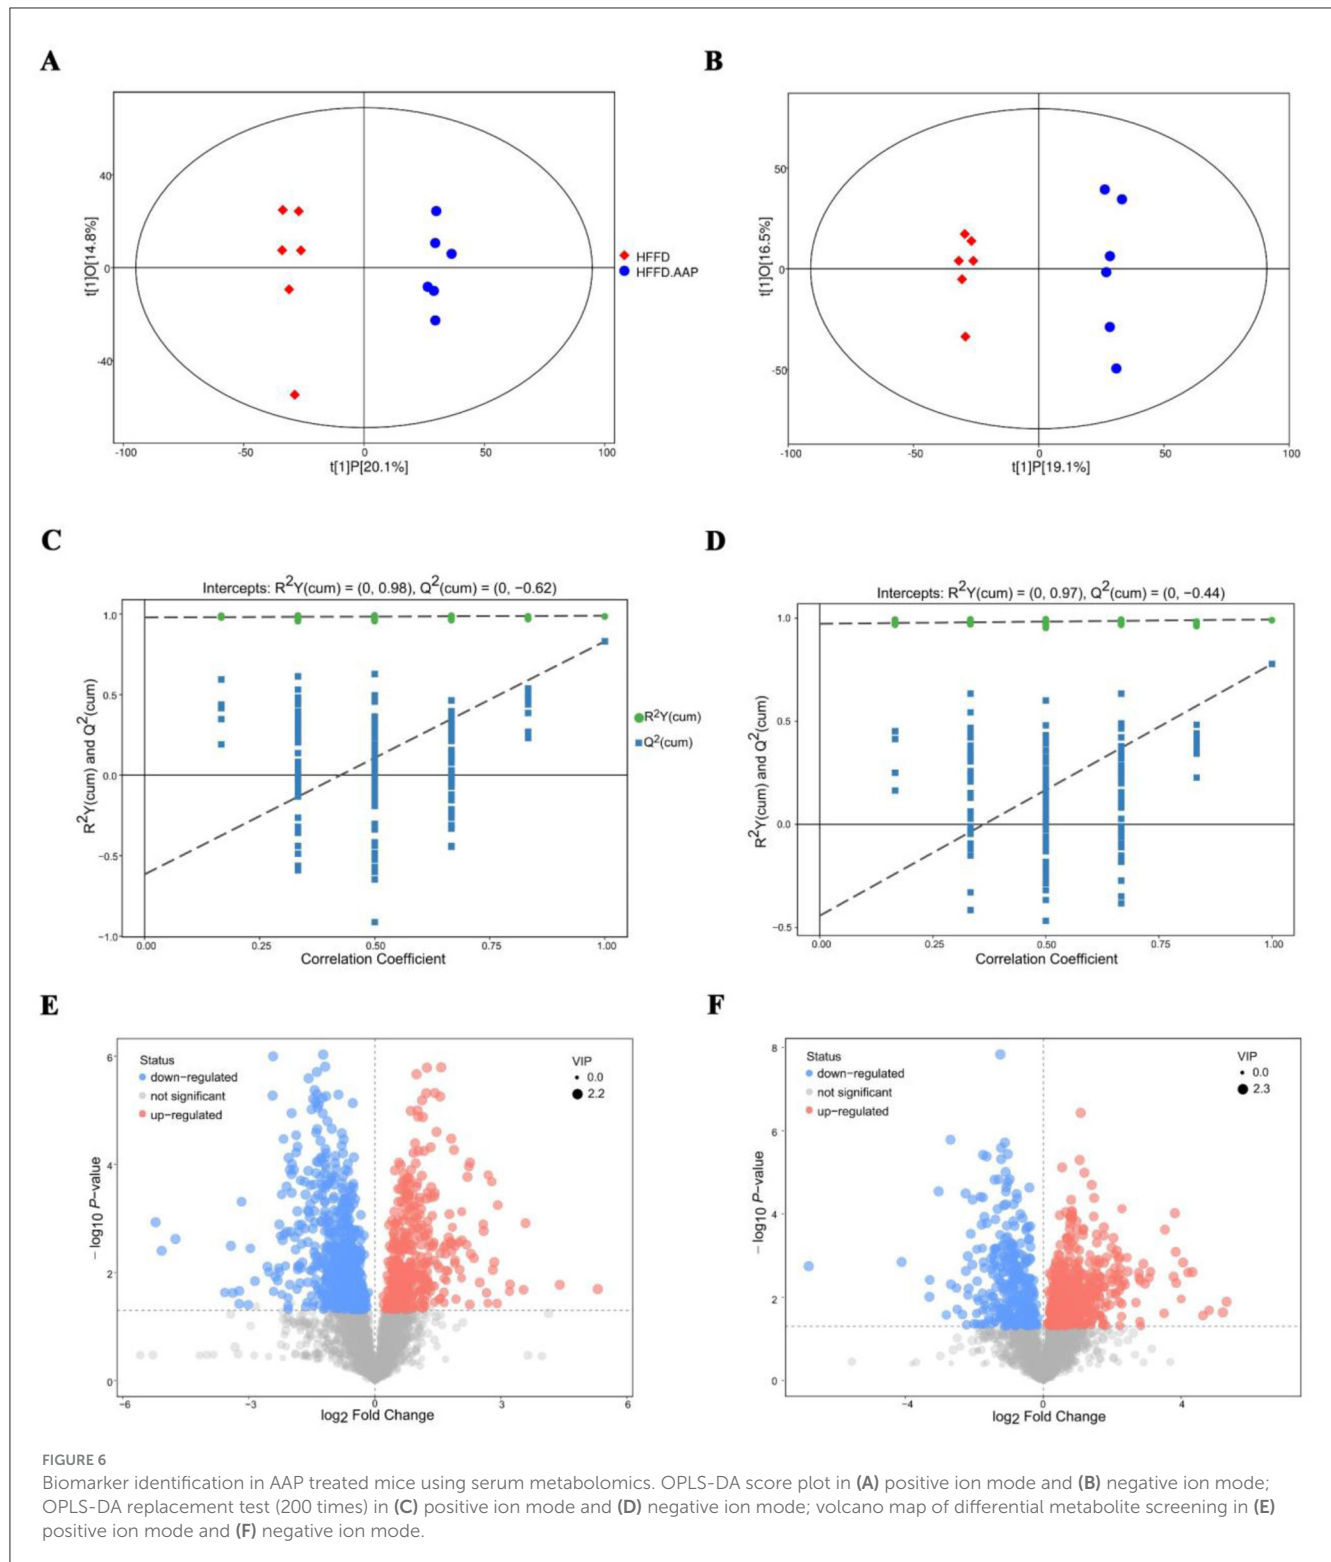 A
B
40
0
-40
t[1]O[14.8%]
-100
-50
0
50
100
t[1]P[20.1%]
HFFD
HFFD.AAP
50
0
-50
t[1]O[16.5%]
-100
-50
0
50
100
t[1]P[19.1%]
C
D
Intercepts: R²Y(cum) = (0, 0.98), Q²(cum) = (0, −0.62)
1.0
0.5
0.0
−0.5
−1.0
R²Y(cum) and Q²(cum)
0.00
0.25
0.50
0.75
1.00
Correlation Coefficient
R²Y(cum)
Q²(cum)
Intercepts: R²Y(cum) = (0, 0.97), Q²(cum) = (0, −0.44)
1.0
0.5
0.0
−0.5
R²Y(cum) and Q²(cum)
0.00
0.25
0.50
0.75
1.00
Correlation Coefficient
E
F
Status
down−regulated
not significant
up−regulated
VIP
0.0
2.2
6
4
2
0
− log10 P−value
−6
−3
0
3
6
log2 Fold Change
Status
down−regulated
not significant
up−regulated
VIP
0.0
2.3
8
6
4
2
0
− log10 P−value
−4
0
4
log2 Fold Change
FIGURE 6
Biomarker identification in AAP treated mice using serum metabolomics. OPLS-DA score plot in (A) positive ion mode and (B) negative ion mode;
OPLS-DA replacement test (200 times) in (C) positive ion mode and (D) negative ion mode; volcano map of differential metabolite screening in (E)
positive ion mode and (F) negative ion mode.